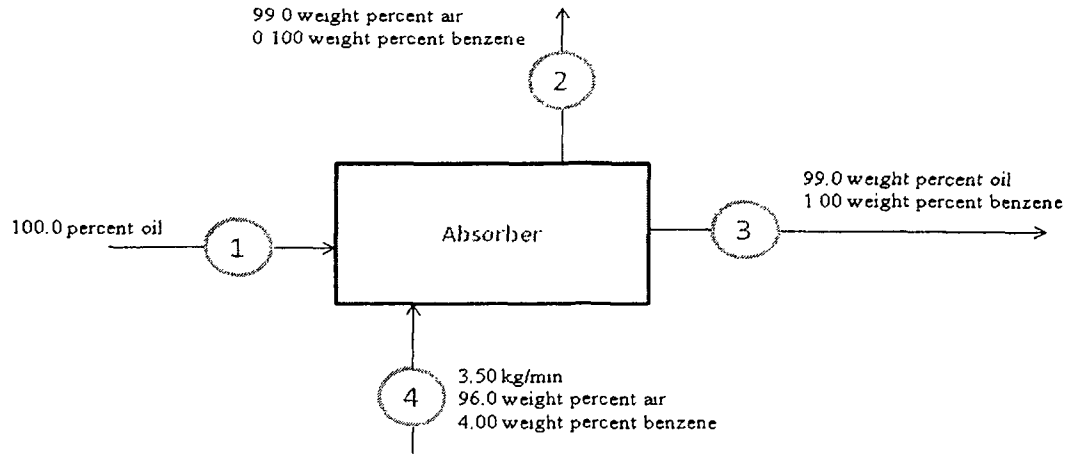 99 0 weight percent air
0 100 weight percent benzene
2
99.0 weight percent oil
1 00 weight percent benzene
100.0 percent oil
1
Absorber
3
3.50 kg/min
96.0 weight percent air
4.00 weight percent benzene
4